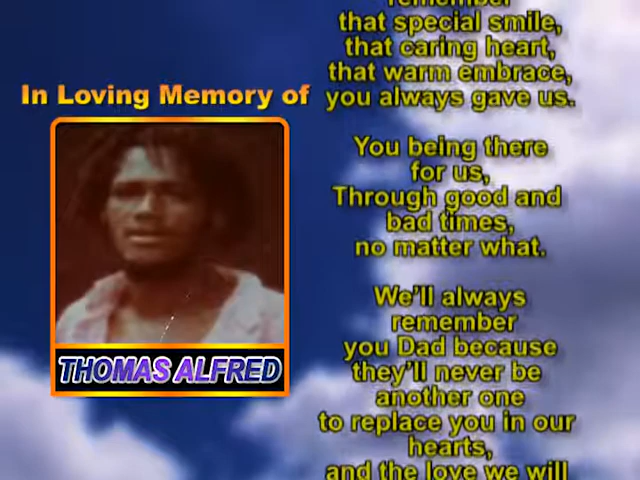 In Loving Memory of
THOMAS ALFRED
remember
that special smile,
that caring heart,
that warm embrace,
you always gave us.
You being there
for us,
Through good and
bad times,
no matter what.
We'll always
remember
you Dad because
they'll never be
another one
to replace you in our
hearts,
and the love we will